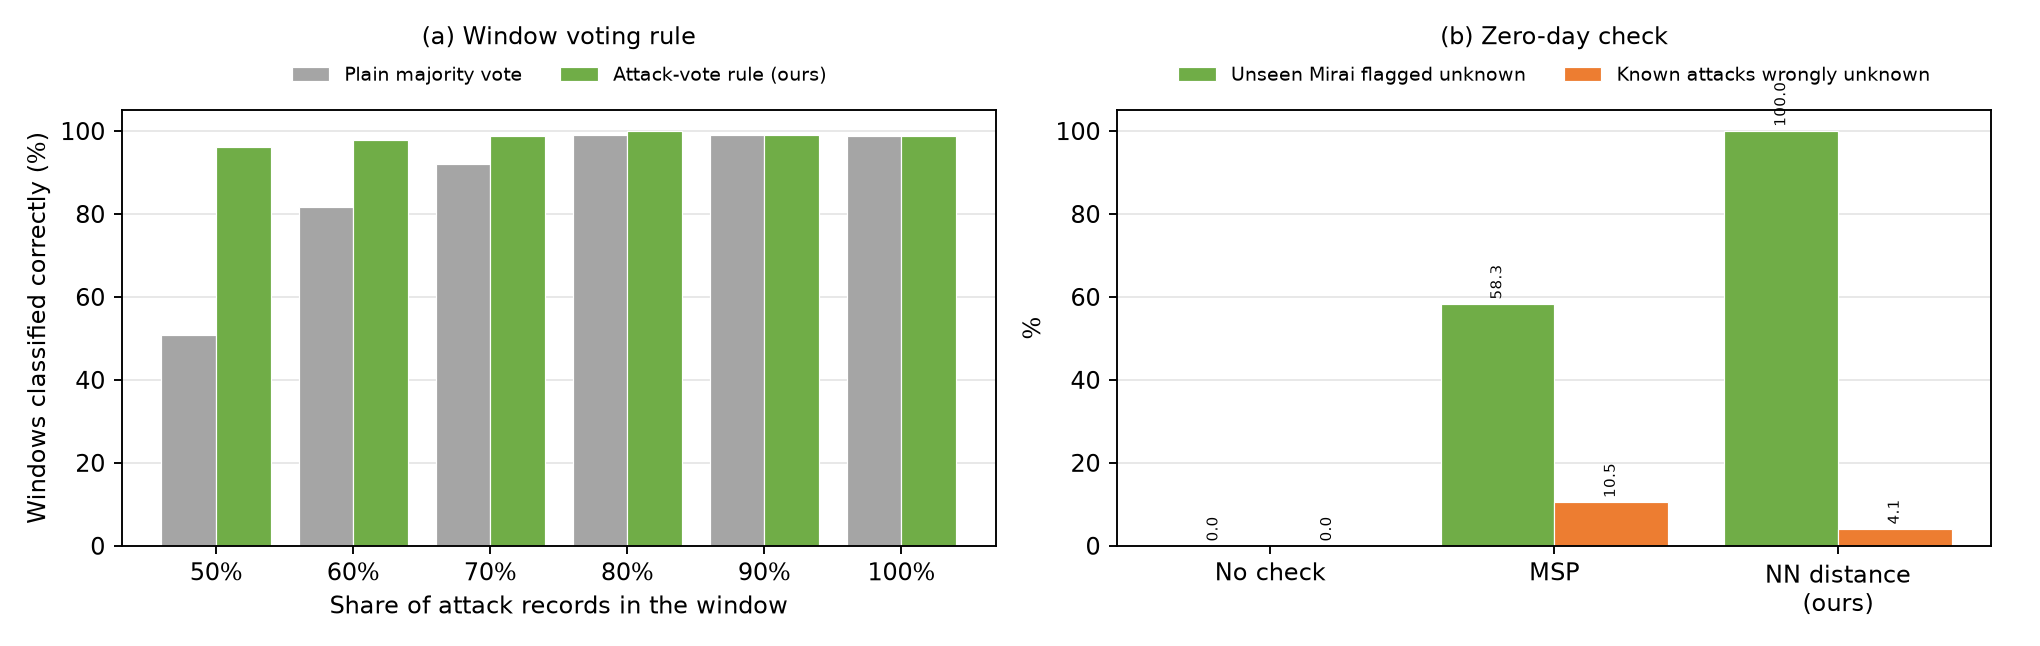 (a) Window voting rule
Plain majority vote
Attack-vote rule (ours)
Windows classified correctly (%)
100
80
60
40
20
0
50%
60%
70%
80%
90%
100%
Share of attack records in the window
(b) Zero-day check
Unseen Mirai flagged unknown
Known attacks wrongly unknown
%
100
80
60
40
20
0
0.0
0.0
58.3
10.5
100.0
4.1
No check
MSP
NN distance
(ours)